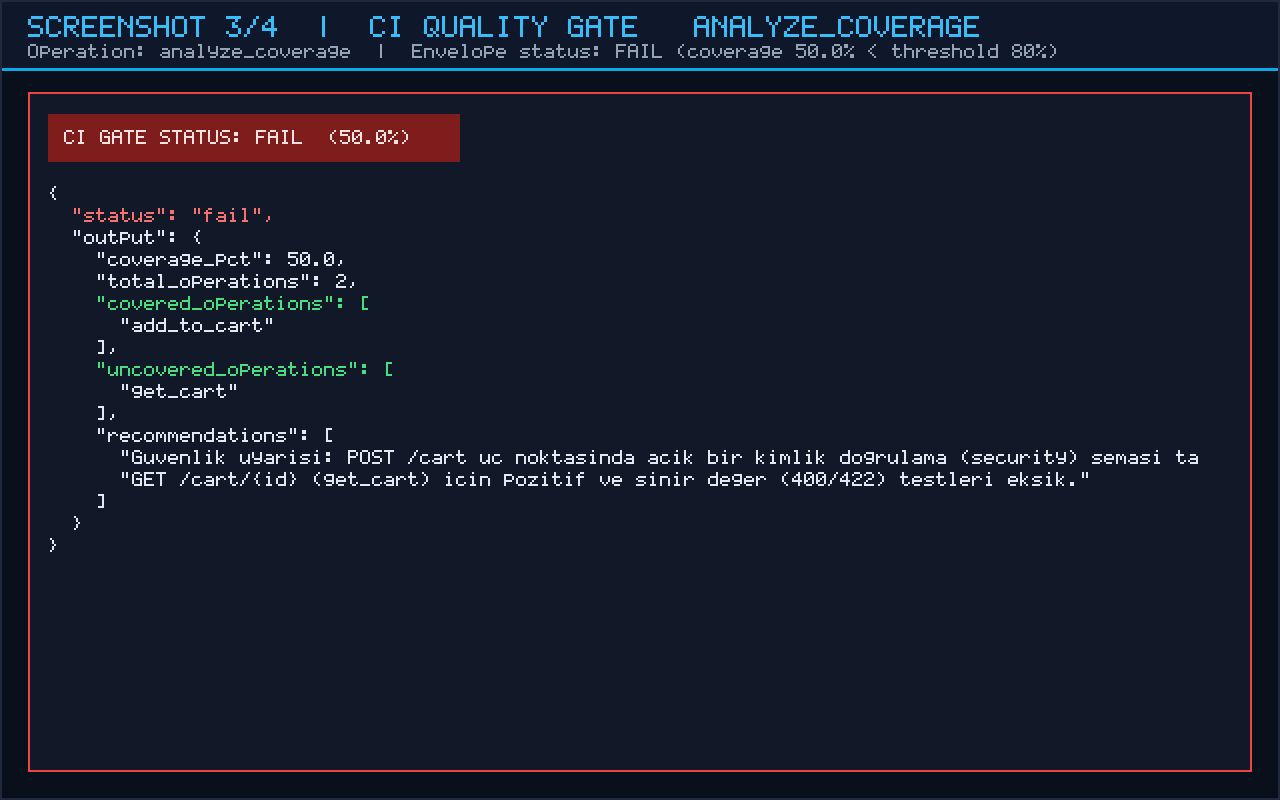 SCREENSHOT 3/4 | CI QUALITY GATE ANALYZE_COVERAGE
Operation: analyze_coverage | Envelope status: FAIL (coverage 50.0% < threshold 80%)
CI GATE STATUS: FAIL (50.0%)
{
"status": "fail",
"output": {
"coverage_pct": 50.0,
"total_operations": 2,
"covered_operations": [
"add_to_cart"
],
"uncovered_operations": [
"get_cart"
],
"recommendations": [
"Guvenlik uyarisi: POST /cart uc noktasinda acik bir kimlik dogrulama (security) semasi ta
"GET /cart/{id} (get_cart) icin pozitif ve sinir deger (400/422) testleri eksik."
]
}
}